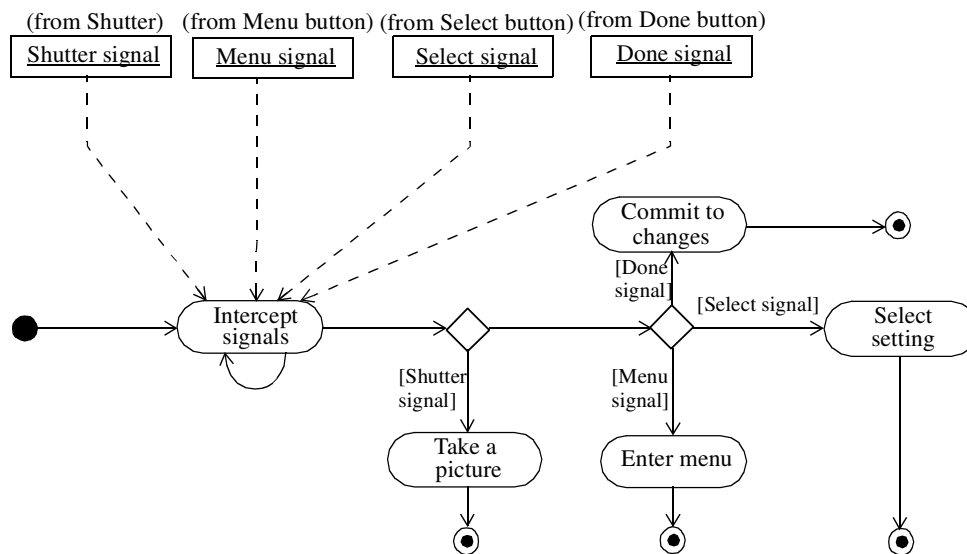 (from Shutter)
(from Menu button)
(from Select button)
(from Done button)
Shutter signal
Menu signal
Select signal
Done signal
Commit to
changes
[Done
signal]
[Select signal]
Intercept
signals
Select
setting
[Shutter
signal]
[Menu
signal]
Take a
picture
Enter menu